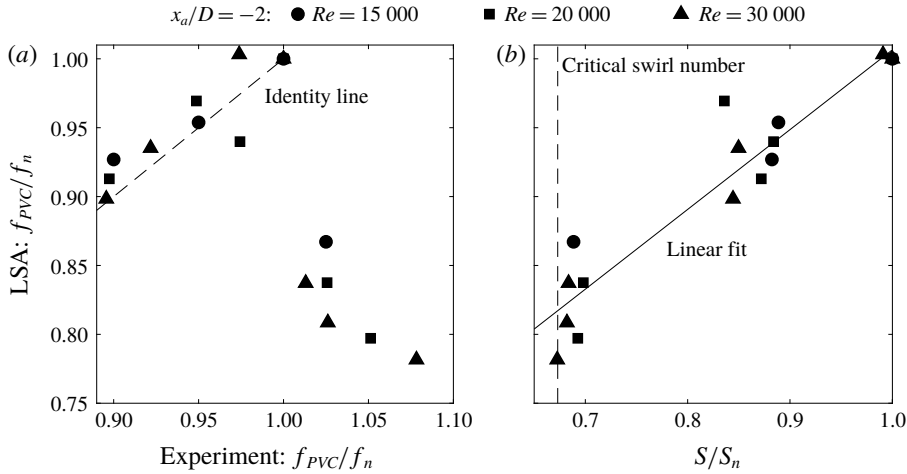 x_a/D = −2: ● Re = 15 000 ■ Re = 20 000 ▲ Re = 30 000
(a)
(b)
LSA: f_PVC/f_n
1.00
0.95
0.90
0.85
0.80
0.75
Identity line
Critical swirl number
Linear fit
0.90 0.95 1.00 1.05 1.10
0.7 0.8 0.9 1.0
Experiment: f_PVC/f_n
S/S_n